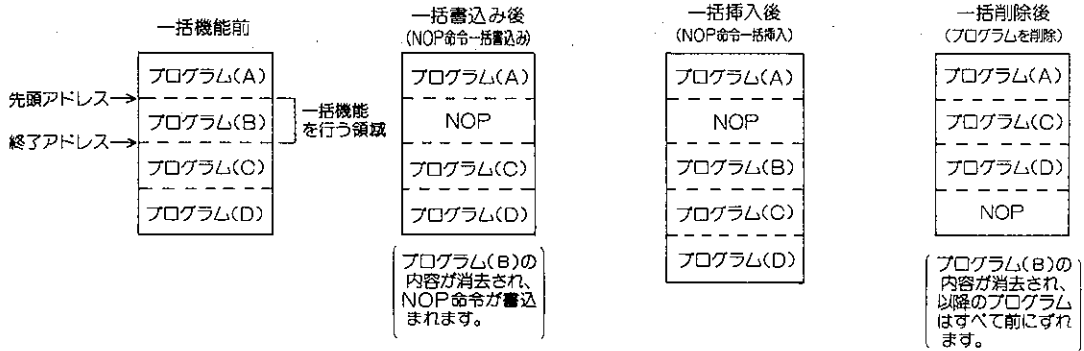 一括機能前
プログラム(A)
プログラム(B)
プログラム(C)
プログラム(D)
先頭アドレス
終了アドレス
一括機能
を行う領域
一括書込み後
(NOP命令一括書込み)
プログラム(A)
NOP
プログラム(C)
プログラム(D)
プログラム(B)の
内容が消去され、
NOP命令が書込
まれます。
一括挿入後
(NOP命令一括挿入)
プログラム(A)
NOP
プログラム(B)
プログラム(C)
プログラム(D)
一括削除後
(プログラムを削除)
プログラム(A)
プログラム(C)
プログラム(D)
NOP
プログラム(B)の
内容が消去され、
以降のプログラム
はすべて前にずれ
ます。